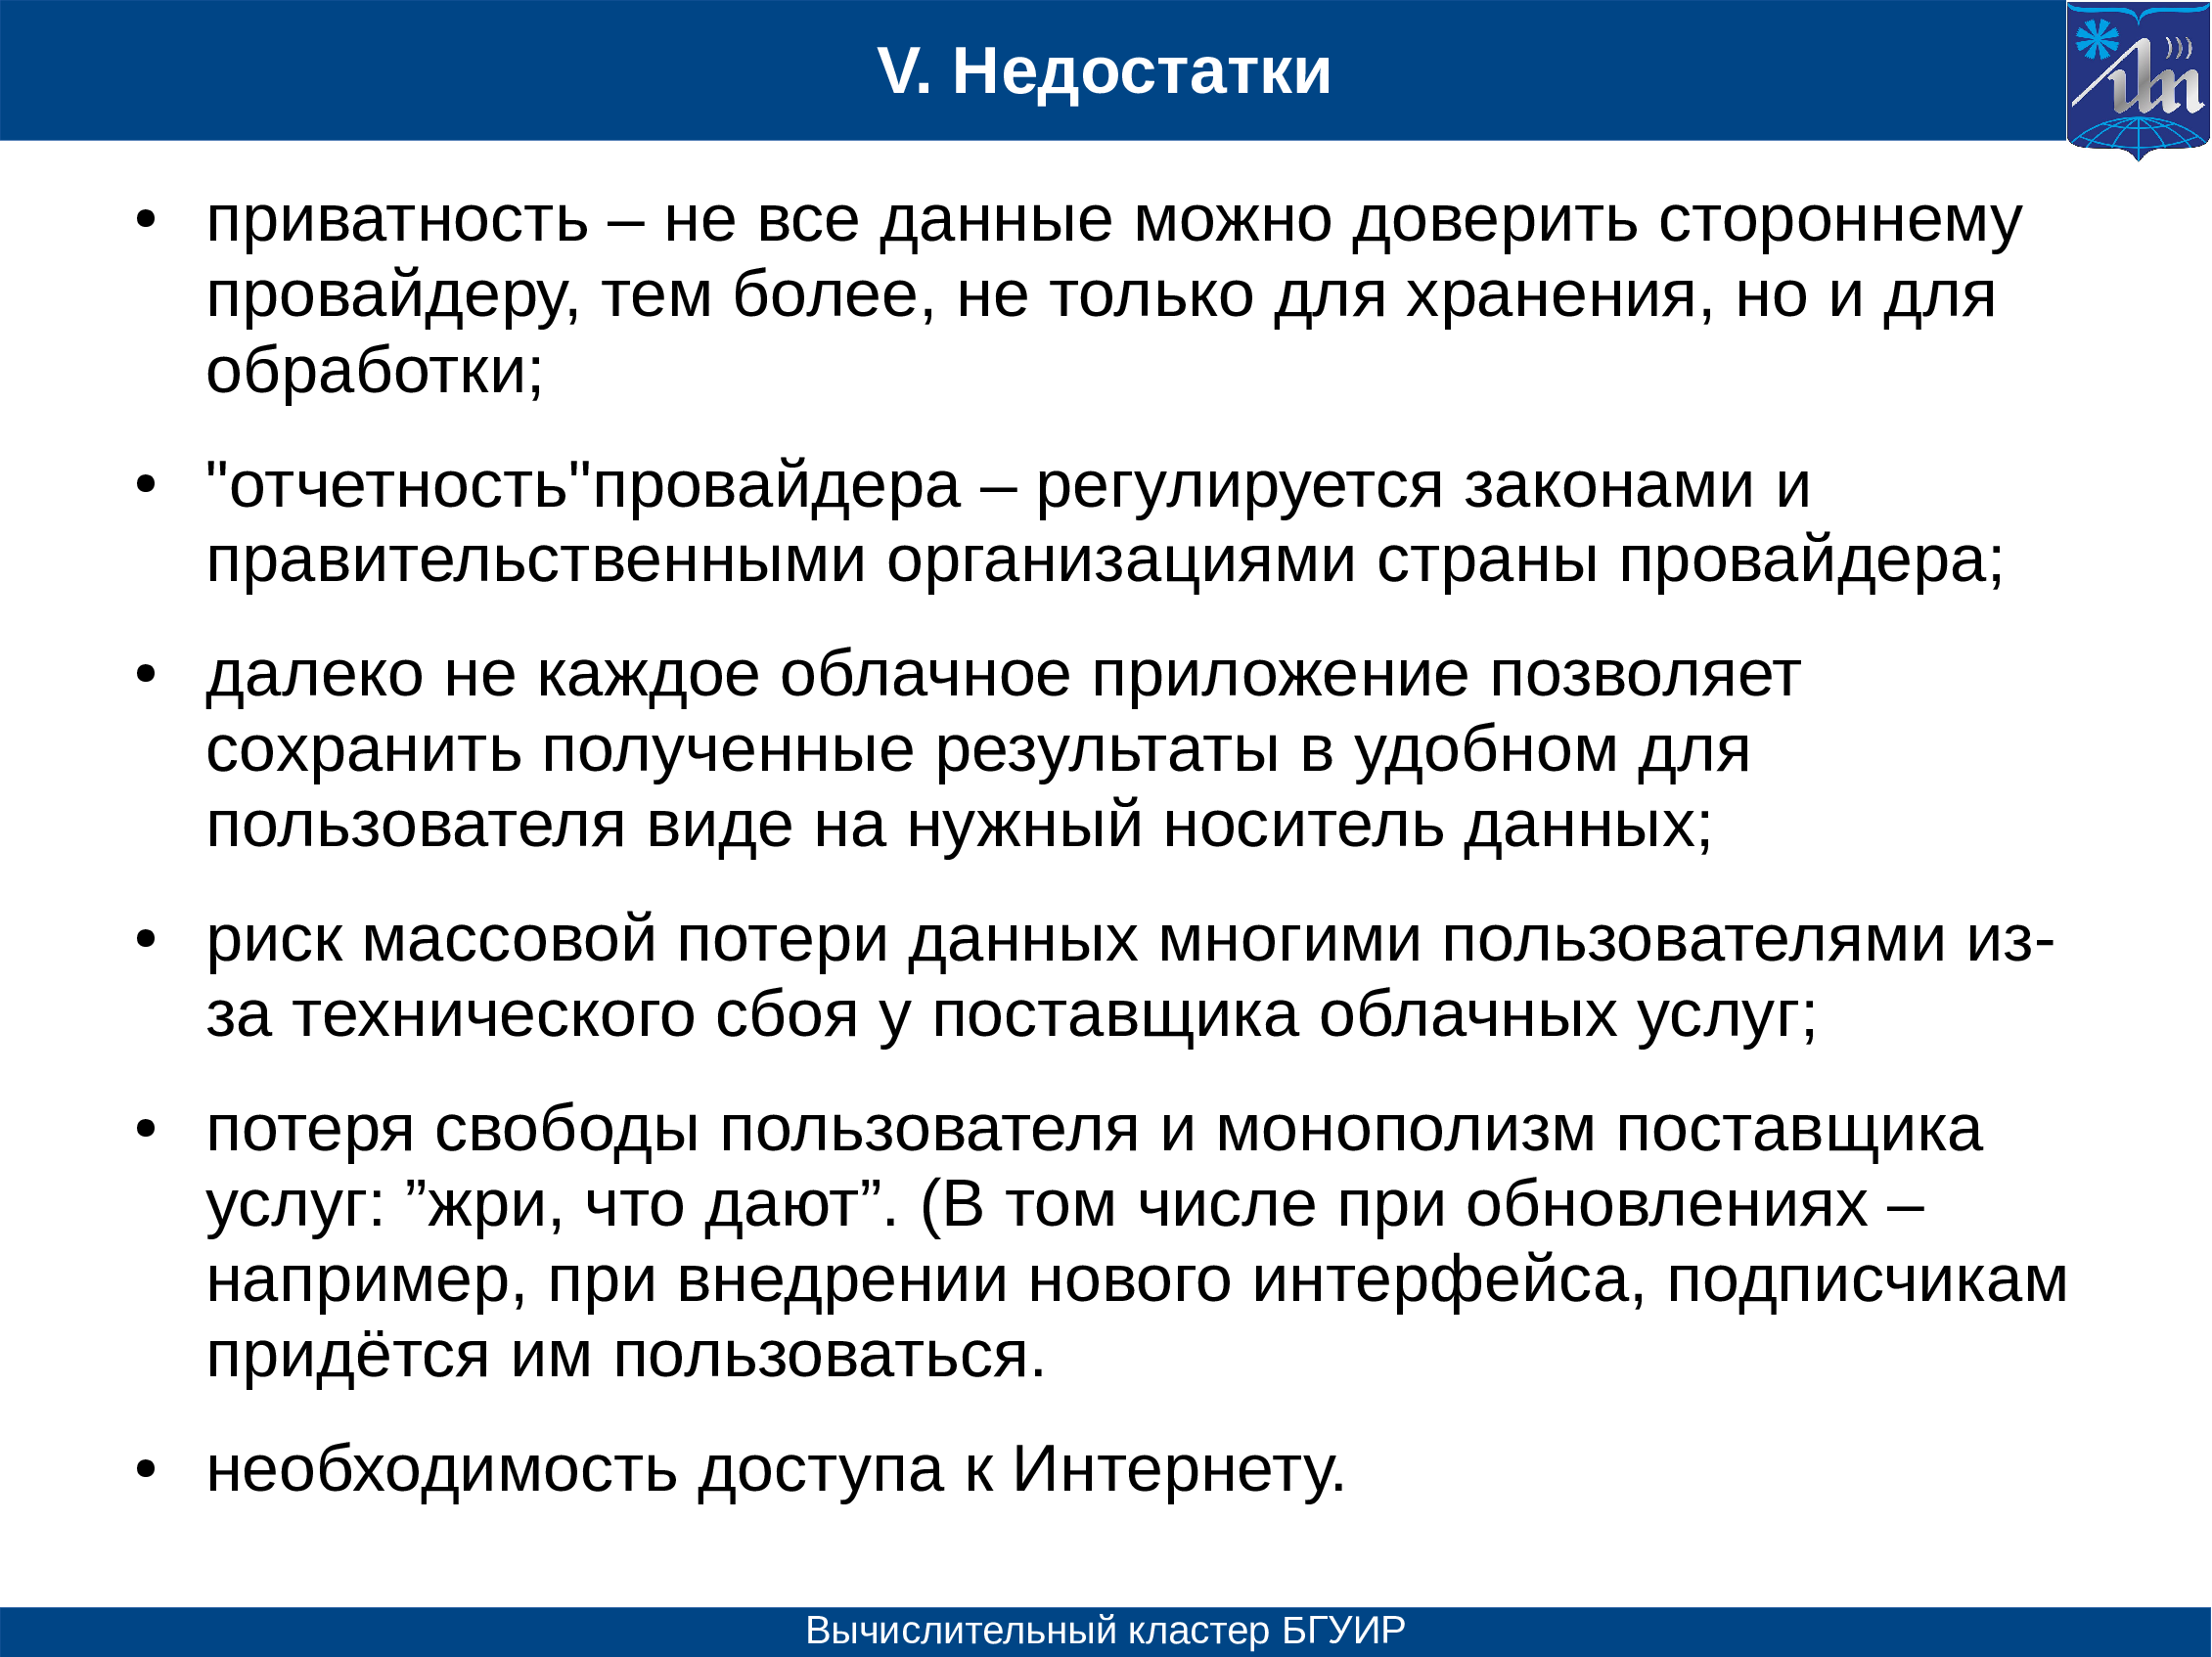 V. Недостатки
• приватность – не все данные можно доверить стороннему
провайдеру, тем более, не только для хранения, но и для
обработки;
• "отчетность"провайдера – регулируется законами и
правительственными организациями страны провайдера;
• далеко не каждое облачное приложение позволяет
сохранить полученные результаты в удобном для
пользователя виде на нужный носитель данных;
• риск массовой потери данных многими пользователями из-
за технического сбоя у поставщика облачных услуг;
• потеря свободы пользователя и монополизм поставщика
услуг: ”жри, что дают”. (В том числе при обновлениях –
например, при внедрении нового интерфейса, подписчикам
придётся им пользоваться.
• необходимость доступа к Интернету.
Вычислительный кластер БГУИР